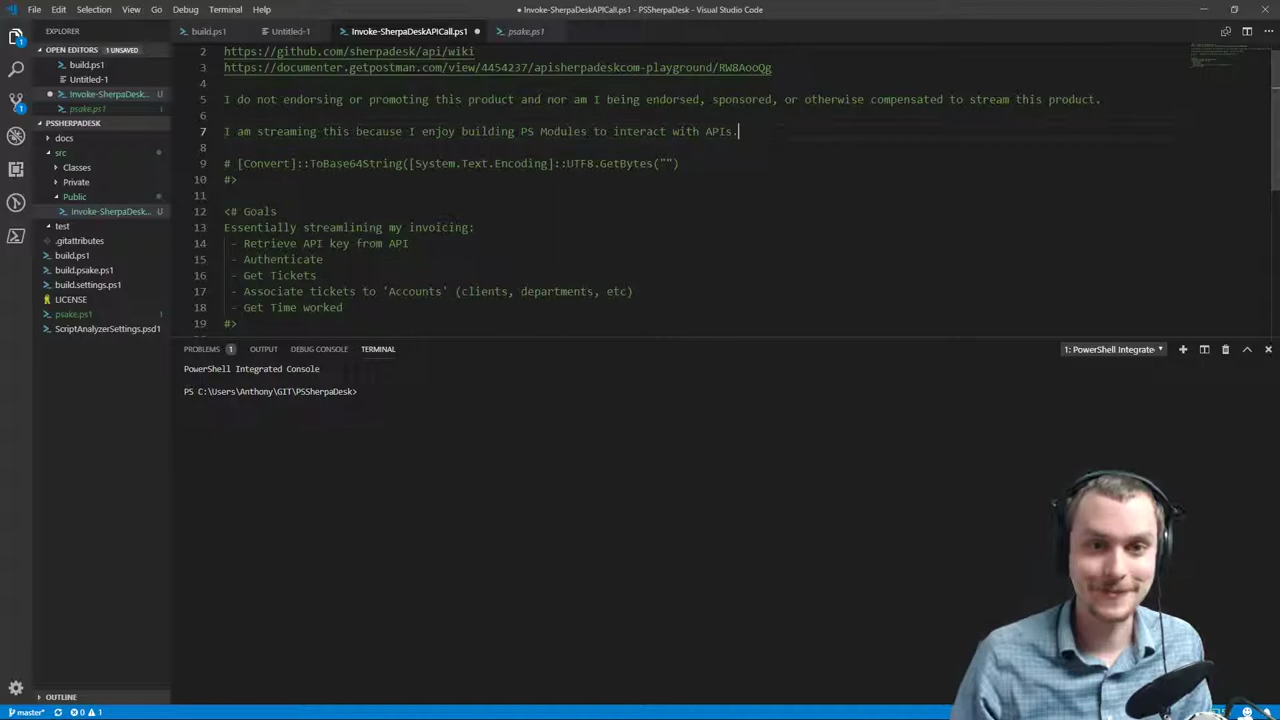 File Edit Selection View Go Debug Terminal Help
● Invoke-SherpaDeskAPICall.ps1 - PSSherpaDesk - Visual Studio Code
EXPLORER
OPEN EDITORS 1 UNSAVED
build.ps1
Untitled-1
Invoke-SherpaDesk... U
psake.ps1 U
PSSHERPADESK
docs
src
Classes
Private
Public
Invoke-SherpaDesk... U
test
.gitattributes
build.ps1
build.psake.ps1
build.settings.ps1
LICENSE
psake.ps1 U
ScriptAnalyzerSettings.psd1
OUTLINE
build.ps1 Untitled-1 Invoke-SherpaDeskAPICall.ps1 psake.ps1
2 https://github.com/sherpadesk/api/wiki
3 https://documenter.getpostman.com/view/4454237/apisherpadeskcom-playground/RW8AooQg
4
5 I do not endorsing or promoting this product and nor am I being endorsed, sponsored, or otherwise compensated to stream this product.
6
7 I am streaming this because I enjoy building PS Modules to interact with APIs.
8
9 # [Convert]::ToBase64String([System.Text.Encoding]::UTF8.GetBytes("")
10 #>
11
12 <# Goals
13 Essentially streamlining my invoicing:
14 - Retrieve API key from API
15 - Authenticate
16 - Get Tickets
17 - Associate tickets to 'Accounts' (clients, departments, etc)
18 - Get Time worked
19 #>
PROBLEMS 1 OUTPUT DEBUG CONSOLE TERMINAL
1: PowerShell Integrate
PowerShell Integrated Console
PS C:\Users\Anthony\GIT\PSSherpaDesk>
master* 0 1